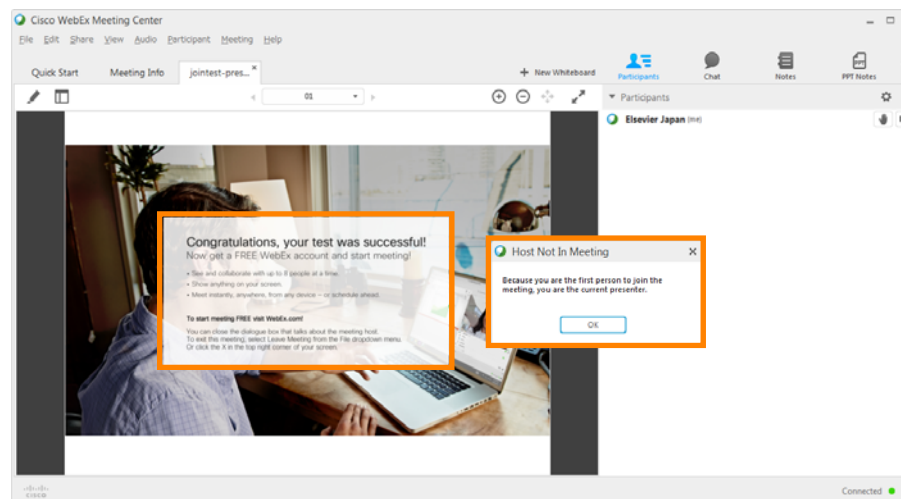 Cisco WebEx Meeting Center
File Edit Share View Audio Participant Meeting Help
Quick Start Meeting Info jointest-pres... New Whiteboard Participants Chat Notes PPT Notes
01
Participants
Elsevier Japan (me)
Congratulations, your test was successful!
Now get a FREE WebEx account and start meeting!
• See and collaborate with up to 8 people at a time.
• Show anything on your screen.
• Meet instantly, anywhere, from any device – or schedule ahead.
To start meeting FREE visit WebEx.com!
You can close the dialogue box that talks about the meeting host.
To exit this meeting, select Leave Meeting from the File dropdown menu.
Or click the X in the top right corner of your screen.
Host Not In Meeting
Because you are the first person to join the
meeting, you are the current presenter.
OK
CISCO
Connected